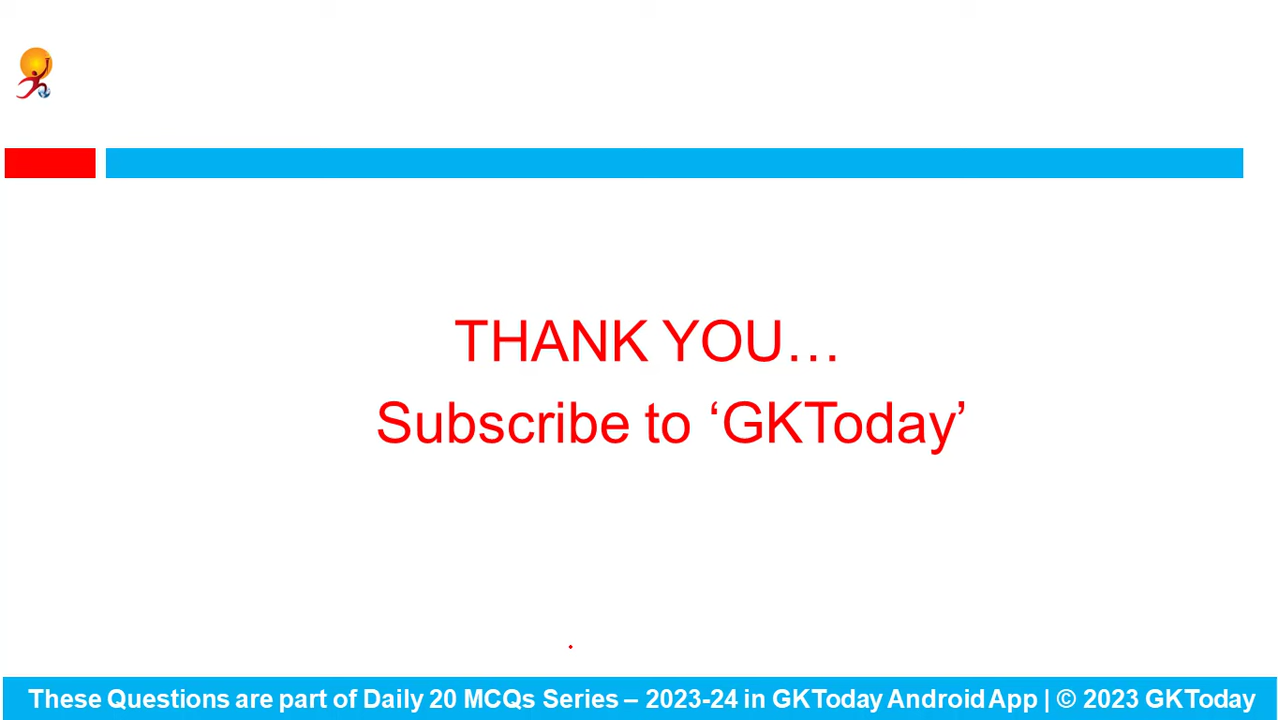 THANK YOU…
Subscribe to ‘GKToday’
These Questions are part of Daily 20 MCQs Series – 2023-24 in GKToday Android App | © 2023 GKToday